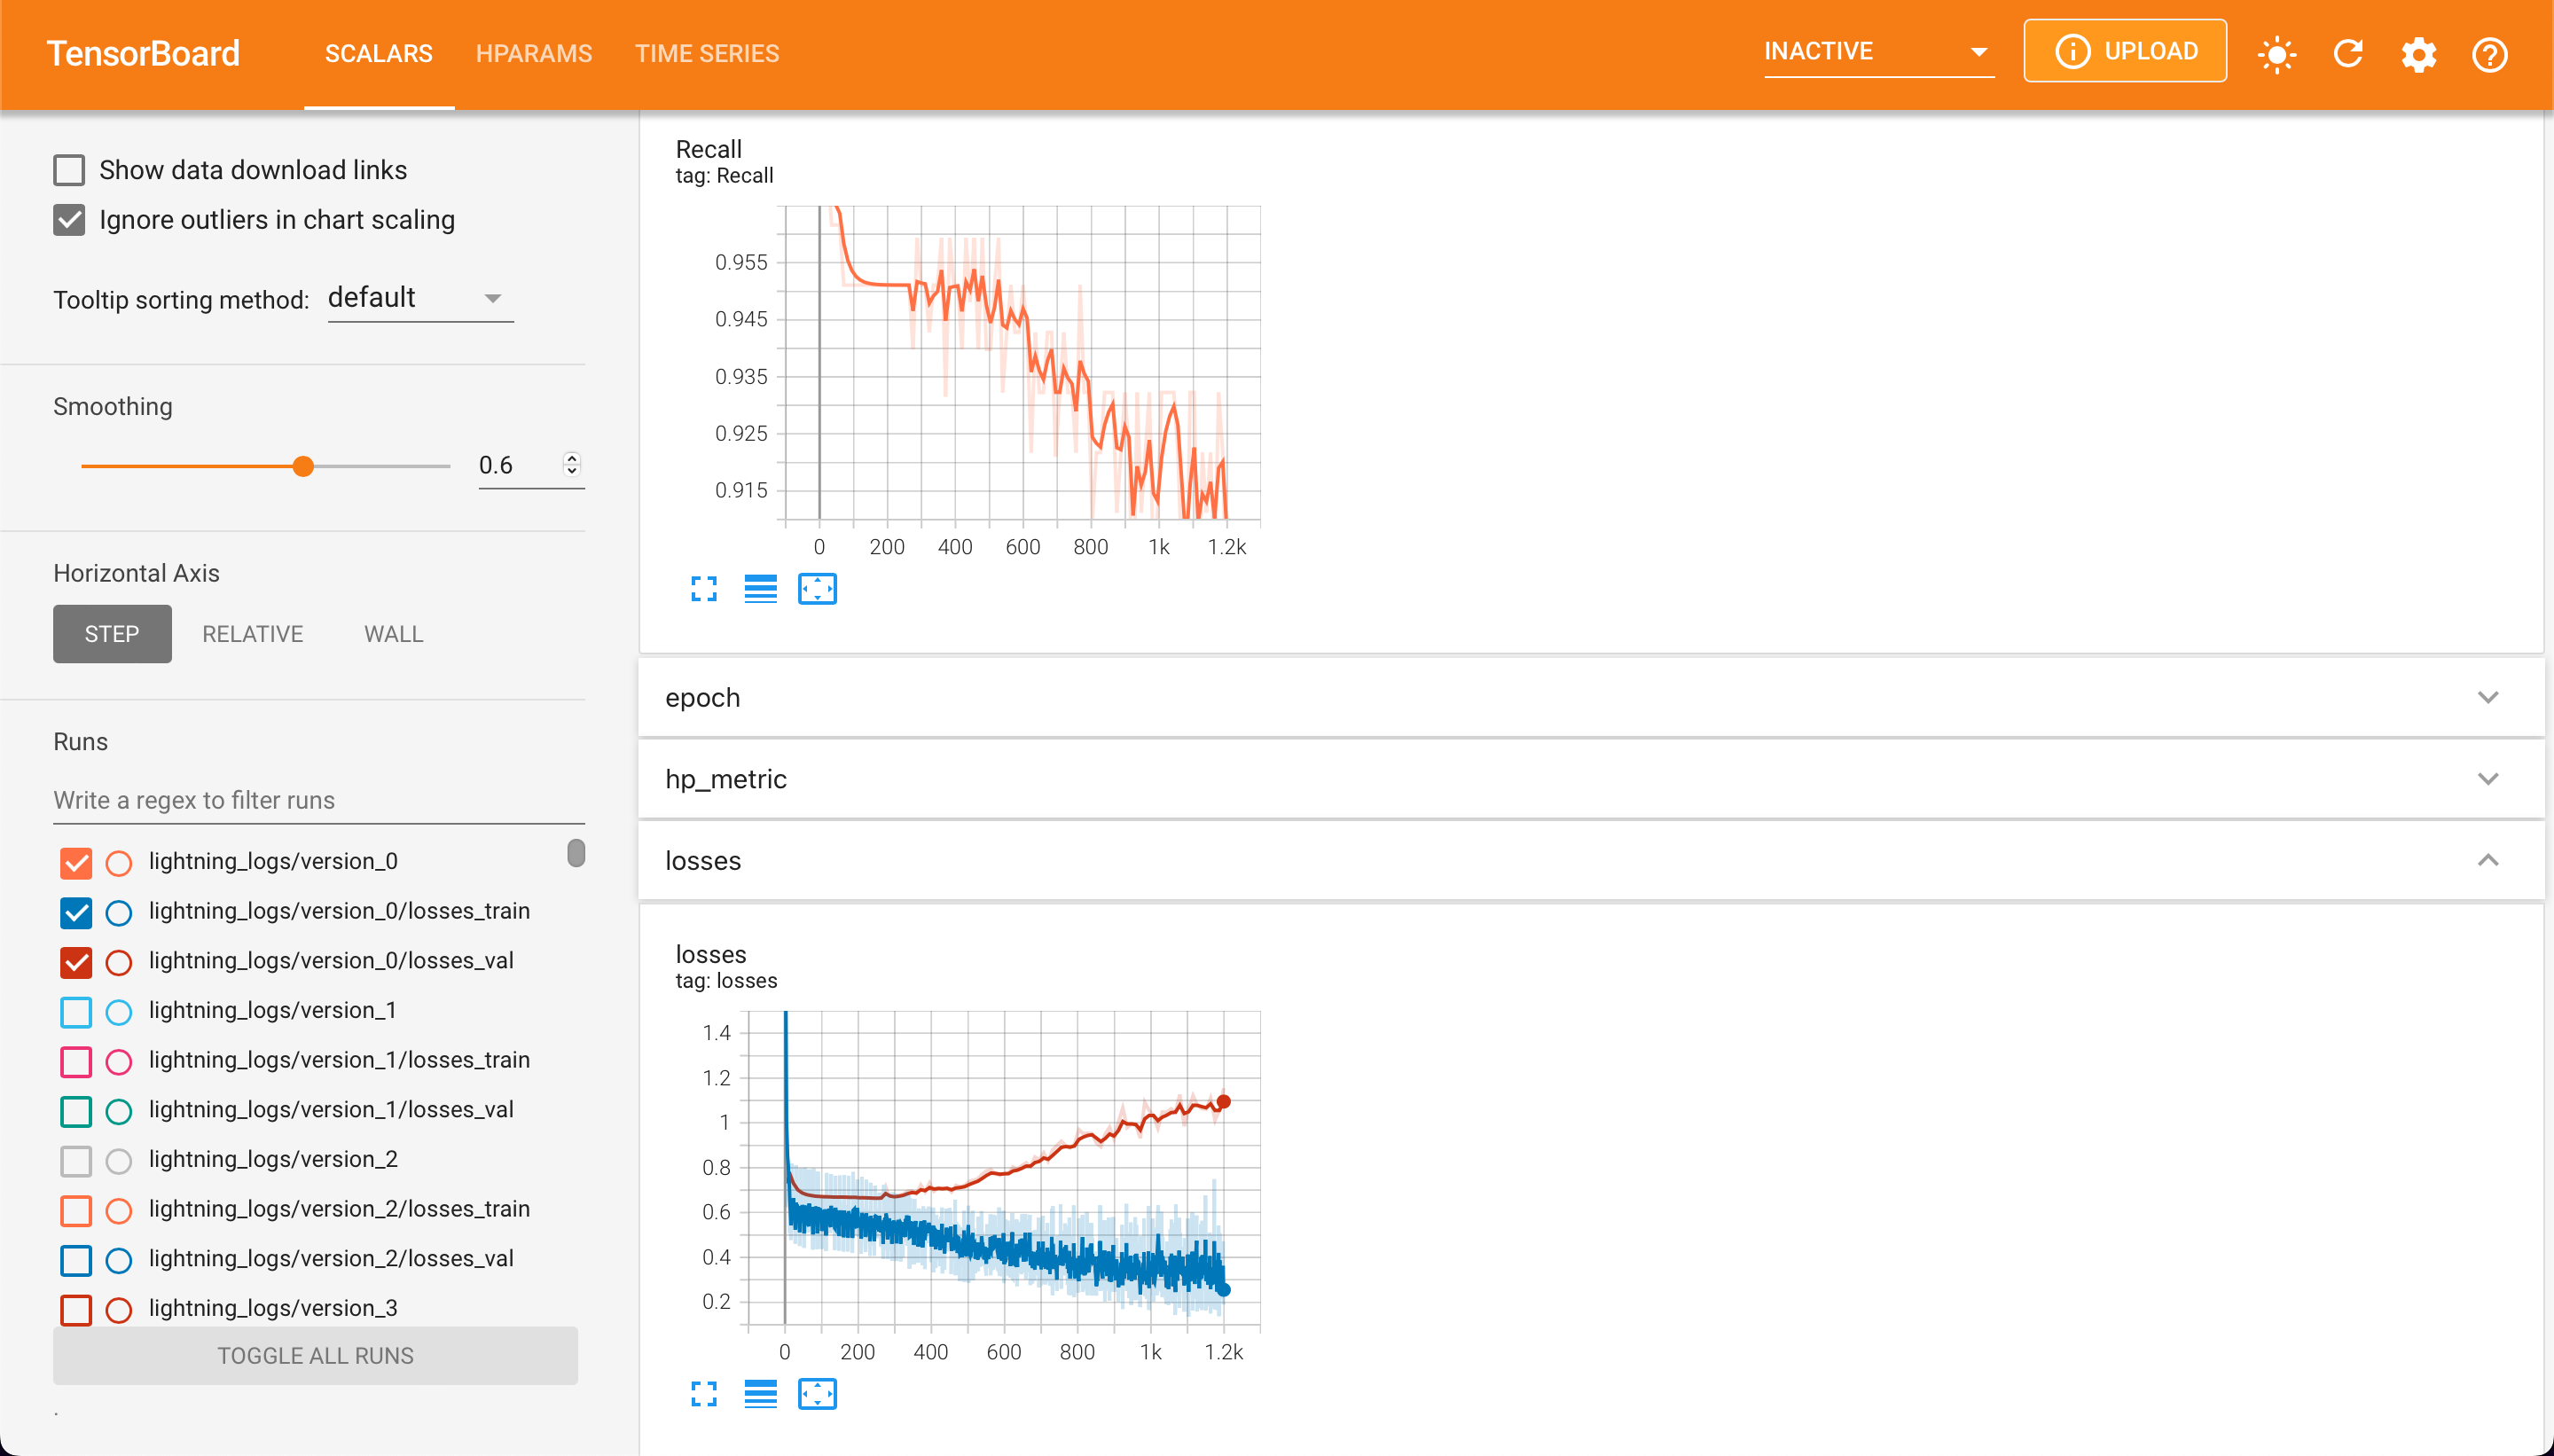 TensorBoard
SCALARS
HPARAMS
TIME SERIES
INACTIVE
UPLOAD
Show data download links
Ignore outliers in chart scaling
Tooltip sorting method: default
Smoothing
0.6
Horizontal Axis
STEP
RELATIVE
WALL
Runs
Write a regex to filter runs
lightning_logs/version_0
lightning_logs/version_0/losses_train
lightning_logs/version_0/losses_val
lightning_logs/version_1
lightning_logs/version_1/losses_train
lightning_logs/version_1/losses_val
lightning_logs/version_2
lightning_logs/version_2/losses_train
lightning_logs/version_2/losses_val
lightning_logs/version_3
TOGGLE ALL RUNS
.
Recall
tag: Recall
0.955
0.945
0.935
0.925
0.915
0 200 400 600 800 1k 1.2k
epoch
hp_metric
losses
losses
tag: losses
1.4
1.2
1
0.8
0.6
0.4
0.2
0 200 400 600 800 1k 1.2k